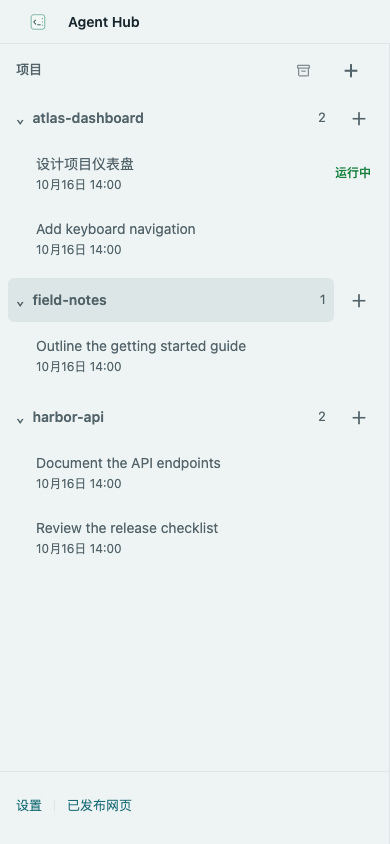 Agent Hub
项目
atlas-dashboard 2
设计项目仪表盘
10月16日 14:00
运行中
Add keyboard navigation
10月16日 14:00
field-notes 1
Outline the getting started guide
10月16日 14:00
harbor-api 2
Document the API endpoints
10月16日 14:00
Review the release checklist
10月16日 14:00
设置 已发布网页